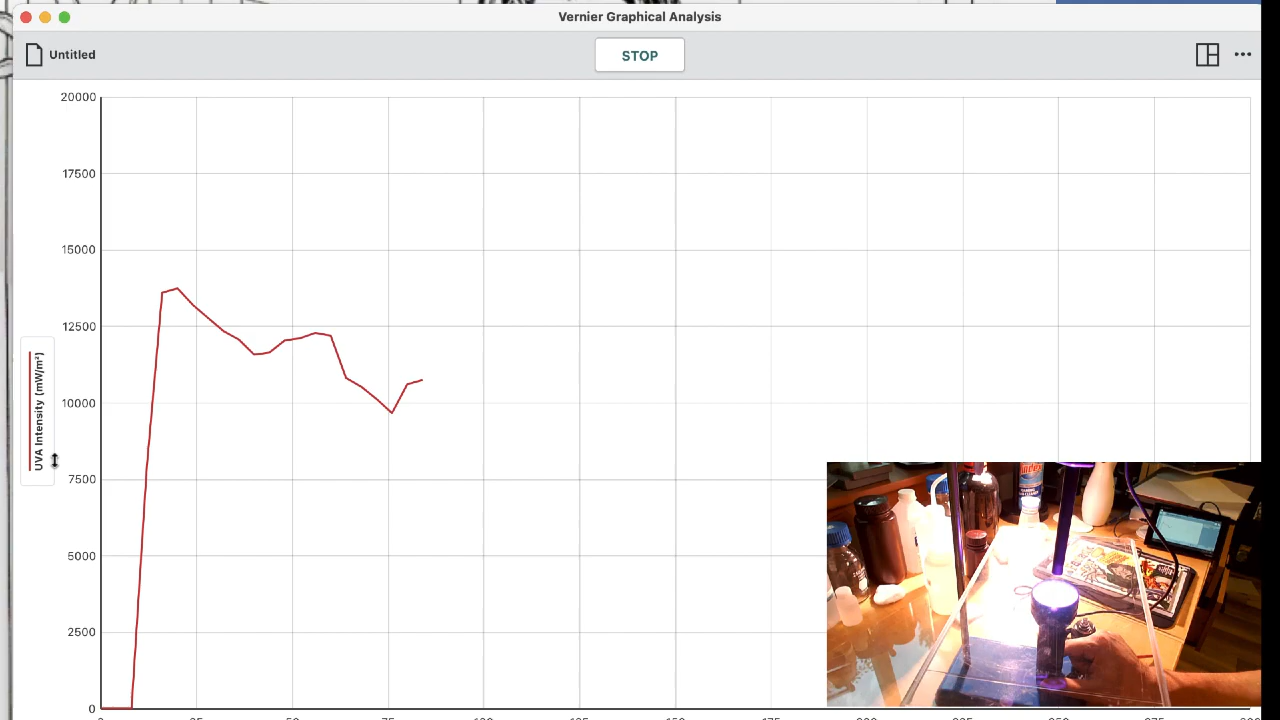 Vernier Graphical Analysis
Untitled
STOP
20000
17500
15000
12500
10000
7500
5000
2500
0
UVA Intensity (mW/m²)